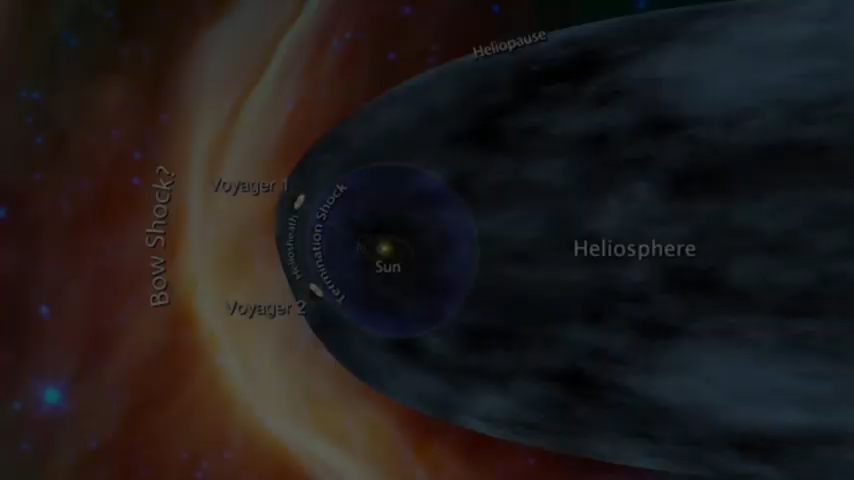 Heliopause
Voyager 1
Bow Shock?
Heliosheath
Termination Shock
Sun
Heliosphere
Voyager 2